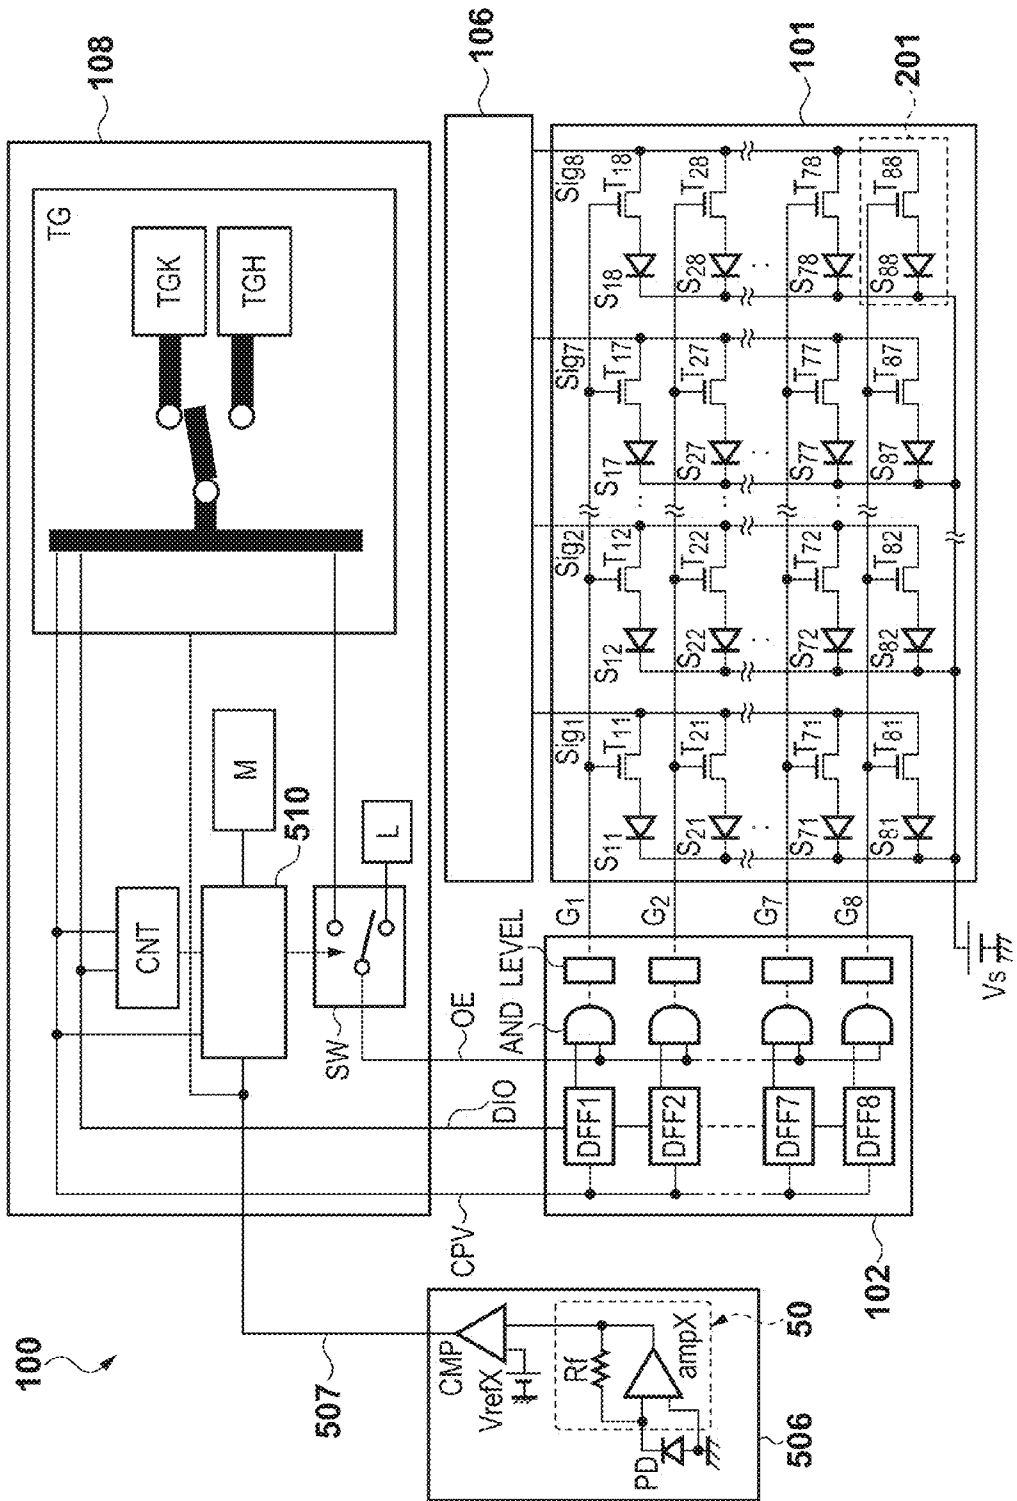 100
108
TG
TGK
TGH
M
510
CNT
SW
L
106
101
201
507
CPV
DIO
OE
AND
LEVEL
CMP
VrefX
Rf
ampX
50
PD
506
102
DFF1
DFF2
DFF7
DFF8
G1
G2
G7
G8
Vs
Sig1
Sig2
Sig7
Sig8
S11 T11 S12 T12 S17 T17 S18 T18
S21 T21 S22 T22 S27 T27 S28 T28
S71 T71 S72 T72 S77 T77 S78 T78
S81 T81 S82 T82 S87 T87 S88 T88